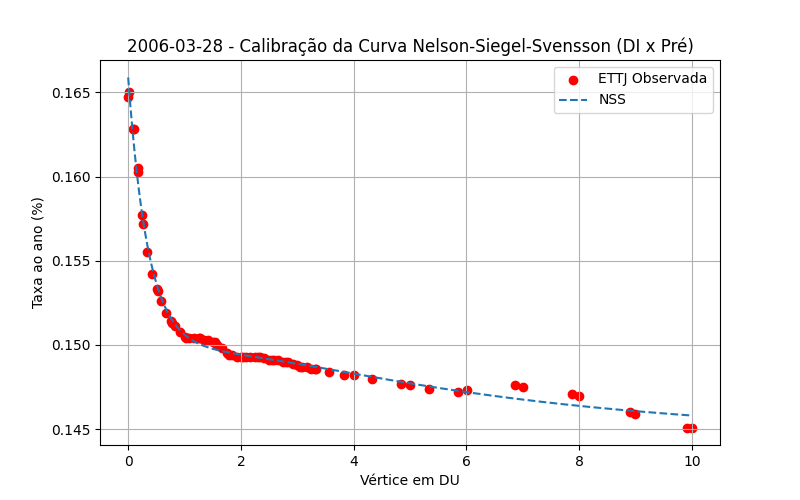 2006-03-28 - Calibração da Curva Nelson-Siegel-Svensson (DI x Pré)
ETTJ Observada
NSS
Taxa ao ano (%)
0.165
0.160
0.155
0.150
0.145
0
2
4
6
8
10
Vértice em DU